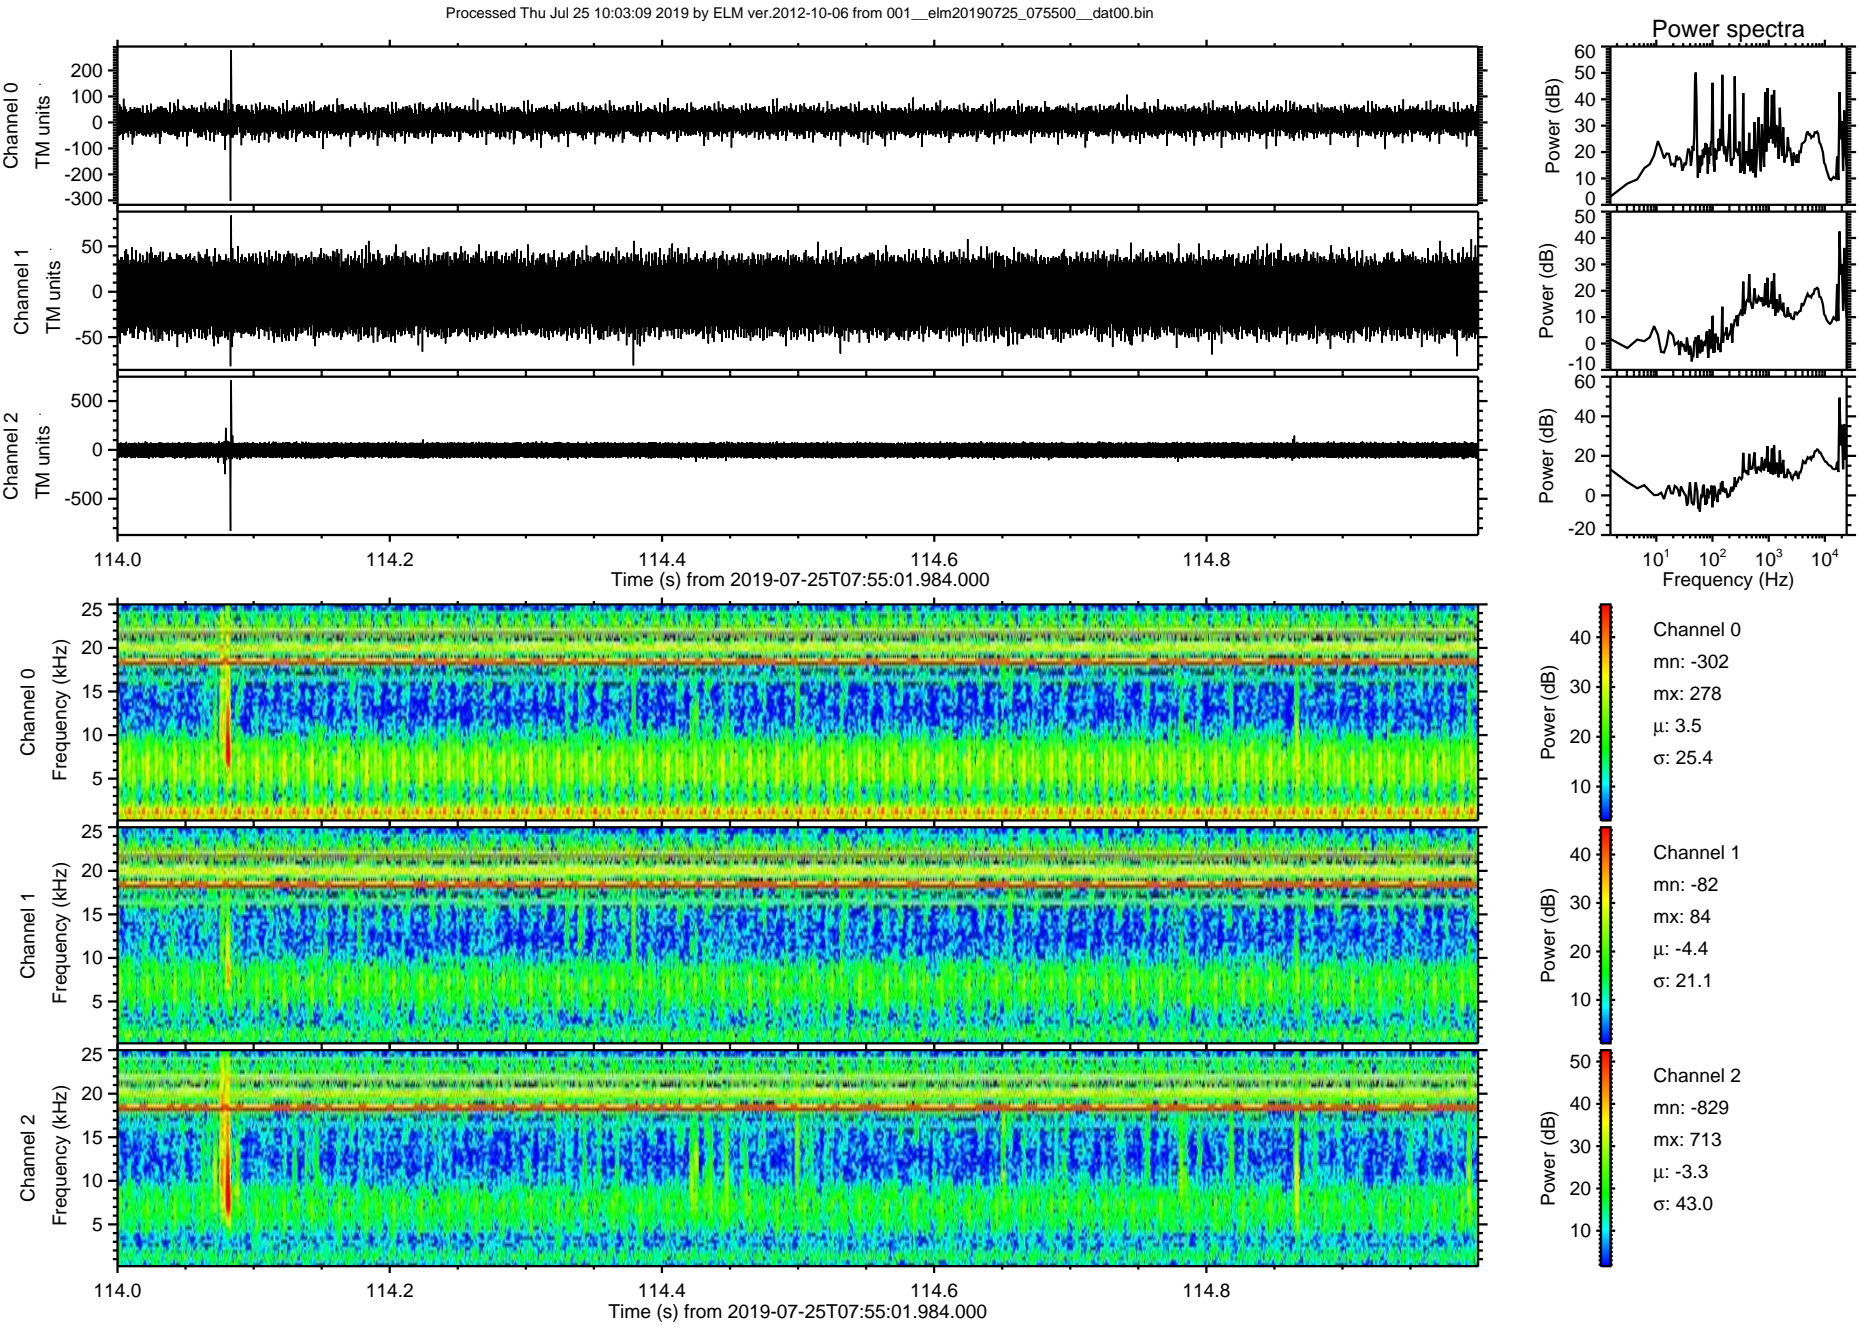 Processed Thu Jul 25 10:03:09 2019 by ELM ver.2012-10-06 from 001__elm20190725_075500__dat00.bin
Power spectra
Channel 0
TM units
200
100
0
-100
-200
-300
Power (dB)
60
50
40
30
20
10
0
Channel 1
TM units
50
0
-50
Power (dB)
50
40
30
20
10
0
-10
Channel 2
TM units
500
0
-500
Power (dB)
60
40
20
0
-20
114.0 114.2 114.4 114.6 114.8
Time (s) from 2019-07-25T07:55:01.984.000
10^1 10^2 10^3 10^4
Frequency (Hz)
Channel 0
Frequency (kHz)
25
20
15
10
5
Power (dB)
40
30
20
10
Channel 0
mn: -302
mx: 278
μ: 3.5
σ: 25.4
Channel 1
Frequency (kHz)
25
20
15
10
5
Power (dB)
40
30
20
10
Channel 1
mn: -82
mx: 84
μ: -4.4
σ: 21.1
Channel 2
Frequency (kHz)
25
20
15
10
5
Power (dB)
50
40
30
20
10
Channel 2
mn: -829
mx: 713
μ: -3.3
σ: 43.0
114.0 114.2 114.4 114.6 114.8
Time (s) from 2019-07-25T07:55:01.984.000